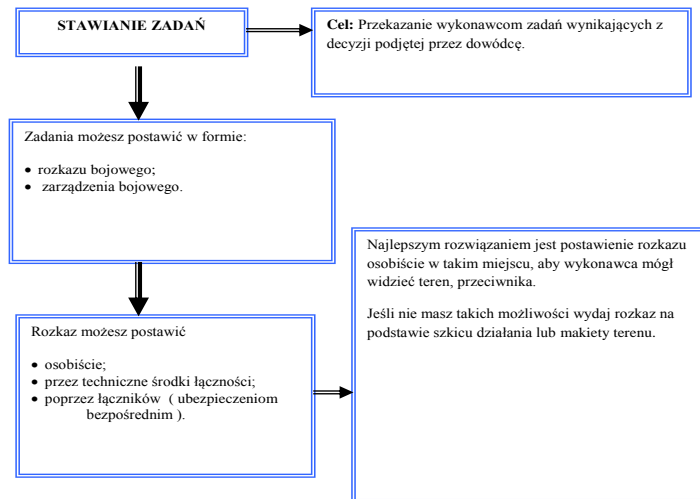 STAWIANIE ZADAŃ
Cel: Przekazanie wykonawcom zadań wynikających z
decyzji podjętej przez dowódcę.
Zadania możesz postawić w formie:
• rozkazu bojowego;
• zarządzenia bojowego.
Najlepszym rozwiązaniem jest postawienie rozkazu
osobiście w takim miejscu, aby wykonawca mógł
widzieć teren, przeciwnika.
Jeśli nie masz takich możliwości wydaj rozkaz na
podstawie szkicu działania lub makiety terenu.
Rozkaz możesz postawić
• osobiście;
• przez techniczne środki łączności;
• poprzez łączników ( ubezpieczeniom
bezpośrednim ).